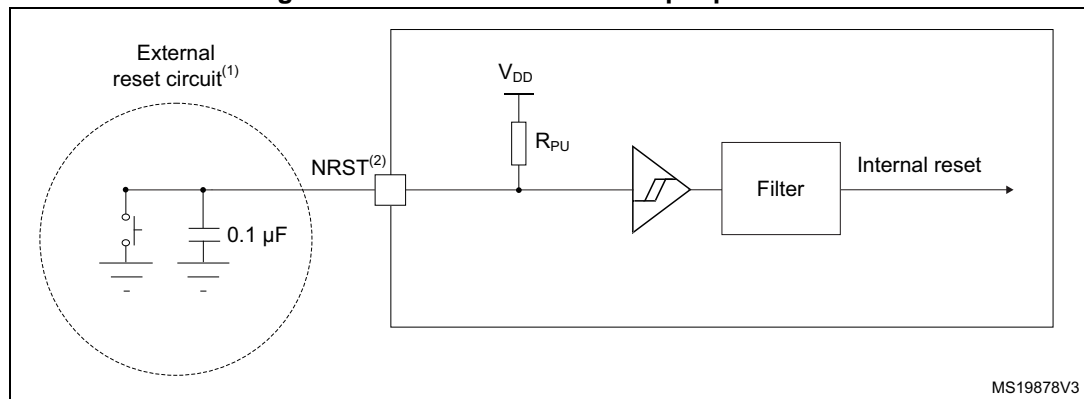 External
reset circuit(1)
VDD
RPU
NRST(2)
Filter
Internal reset
0.1 µF
MS19878V3